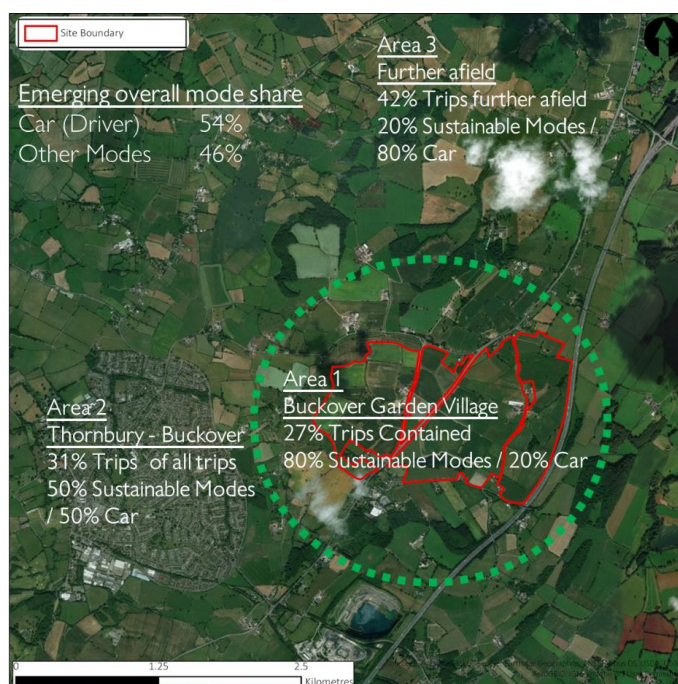 Site Boundary
Emerging overall mode share
Car (Driver) 54%
Other Modes 46%
Area 3
Further afield
42% Trips further afield
20% Sustainable Modes /
80% Car
Area 1
Buckover Garden Village
27% Trips Contained
80% Sustainable Modes / 20% Car
Area 2
Thornbury - Buckover
31% Trips of all trips
50% Sustainable Modes
/ 50% Car
0 1.25 2.5
Kilometres